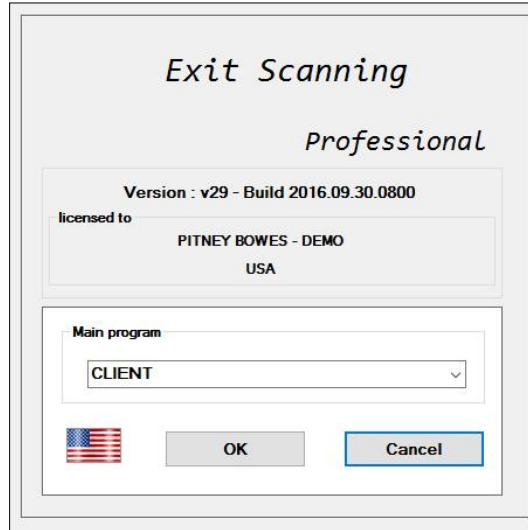 Exit Scanning
Professional
Version : v29 - Build 2016.09.30.0800
licensed to
PITNEY BOWES - DEMO
USA
Main program
CLIENT
OK
Cancel